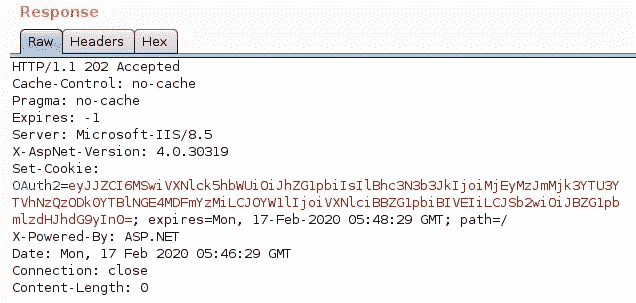 Response
Raw Headers Hex
HTTP/1.1 202 Accepted
Cache-Control: no-cache
Pragma: no-cache
Expires: -1
Server: Microsoft-IIS/8.5
X-AspNet-Version: 4.0.30319
Set-Cookie:
OAuth2=eyJJZCI6MSwiVXNlck5hbWUiOiJhZG1pbiIsIlBhc3N3b3JkIjoiMjEyMzJmMjk3YTU3Y
TVhNzQzODk0YTBlNGE4MDFmYzMiLCJOYW1lIjoiVXNlciBBZG1pbiBIVEIiLCJSb2wiOiJBZG1pb
mlzdHJhdG9yIn0=; expires=Mon, 17-Feb-2020 05:48:29 GMT; path=/
X-Powered-By: ASP.NET
Date: Mon, 17 Feb 2020 05:46:29 GMT
Connection: close
Content-Length: 0